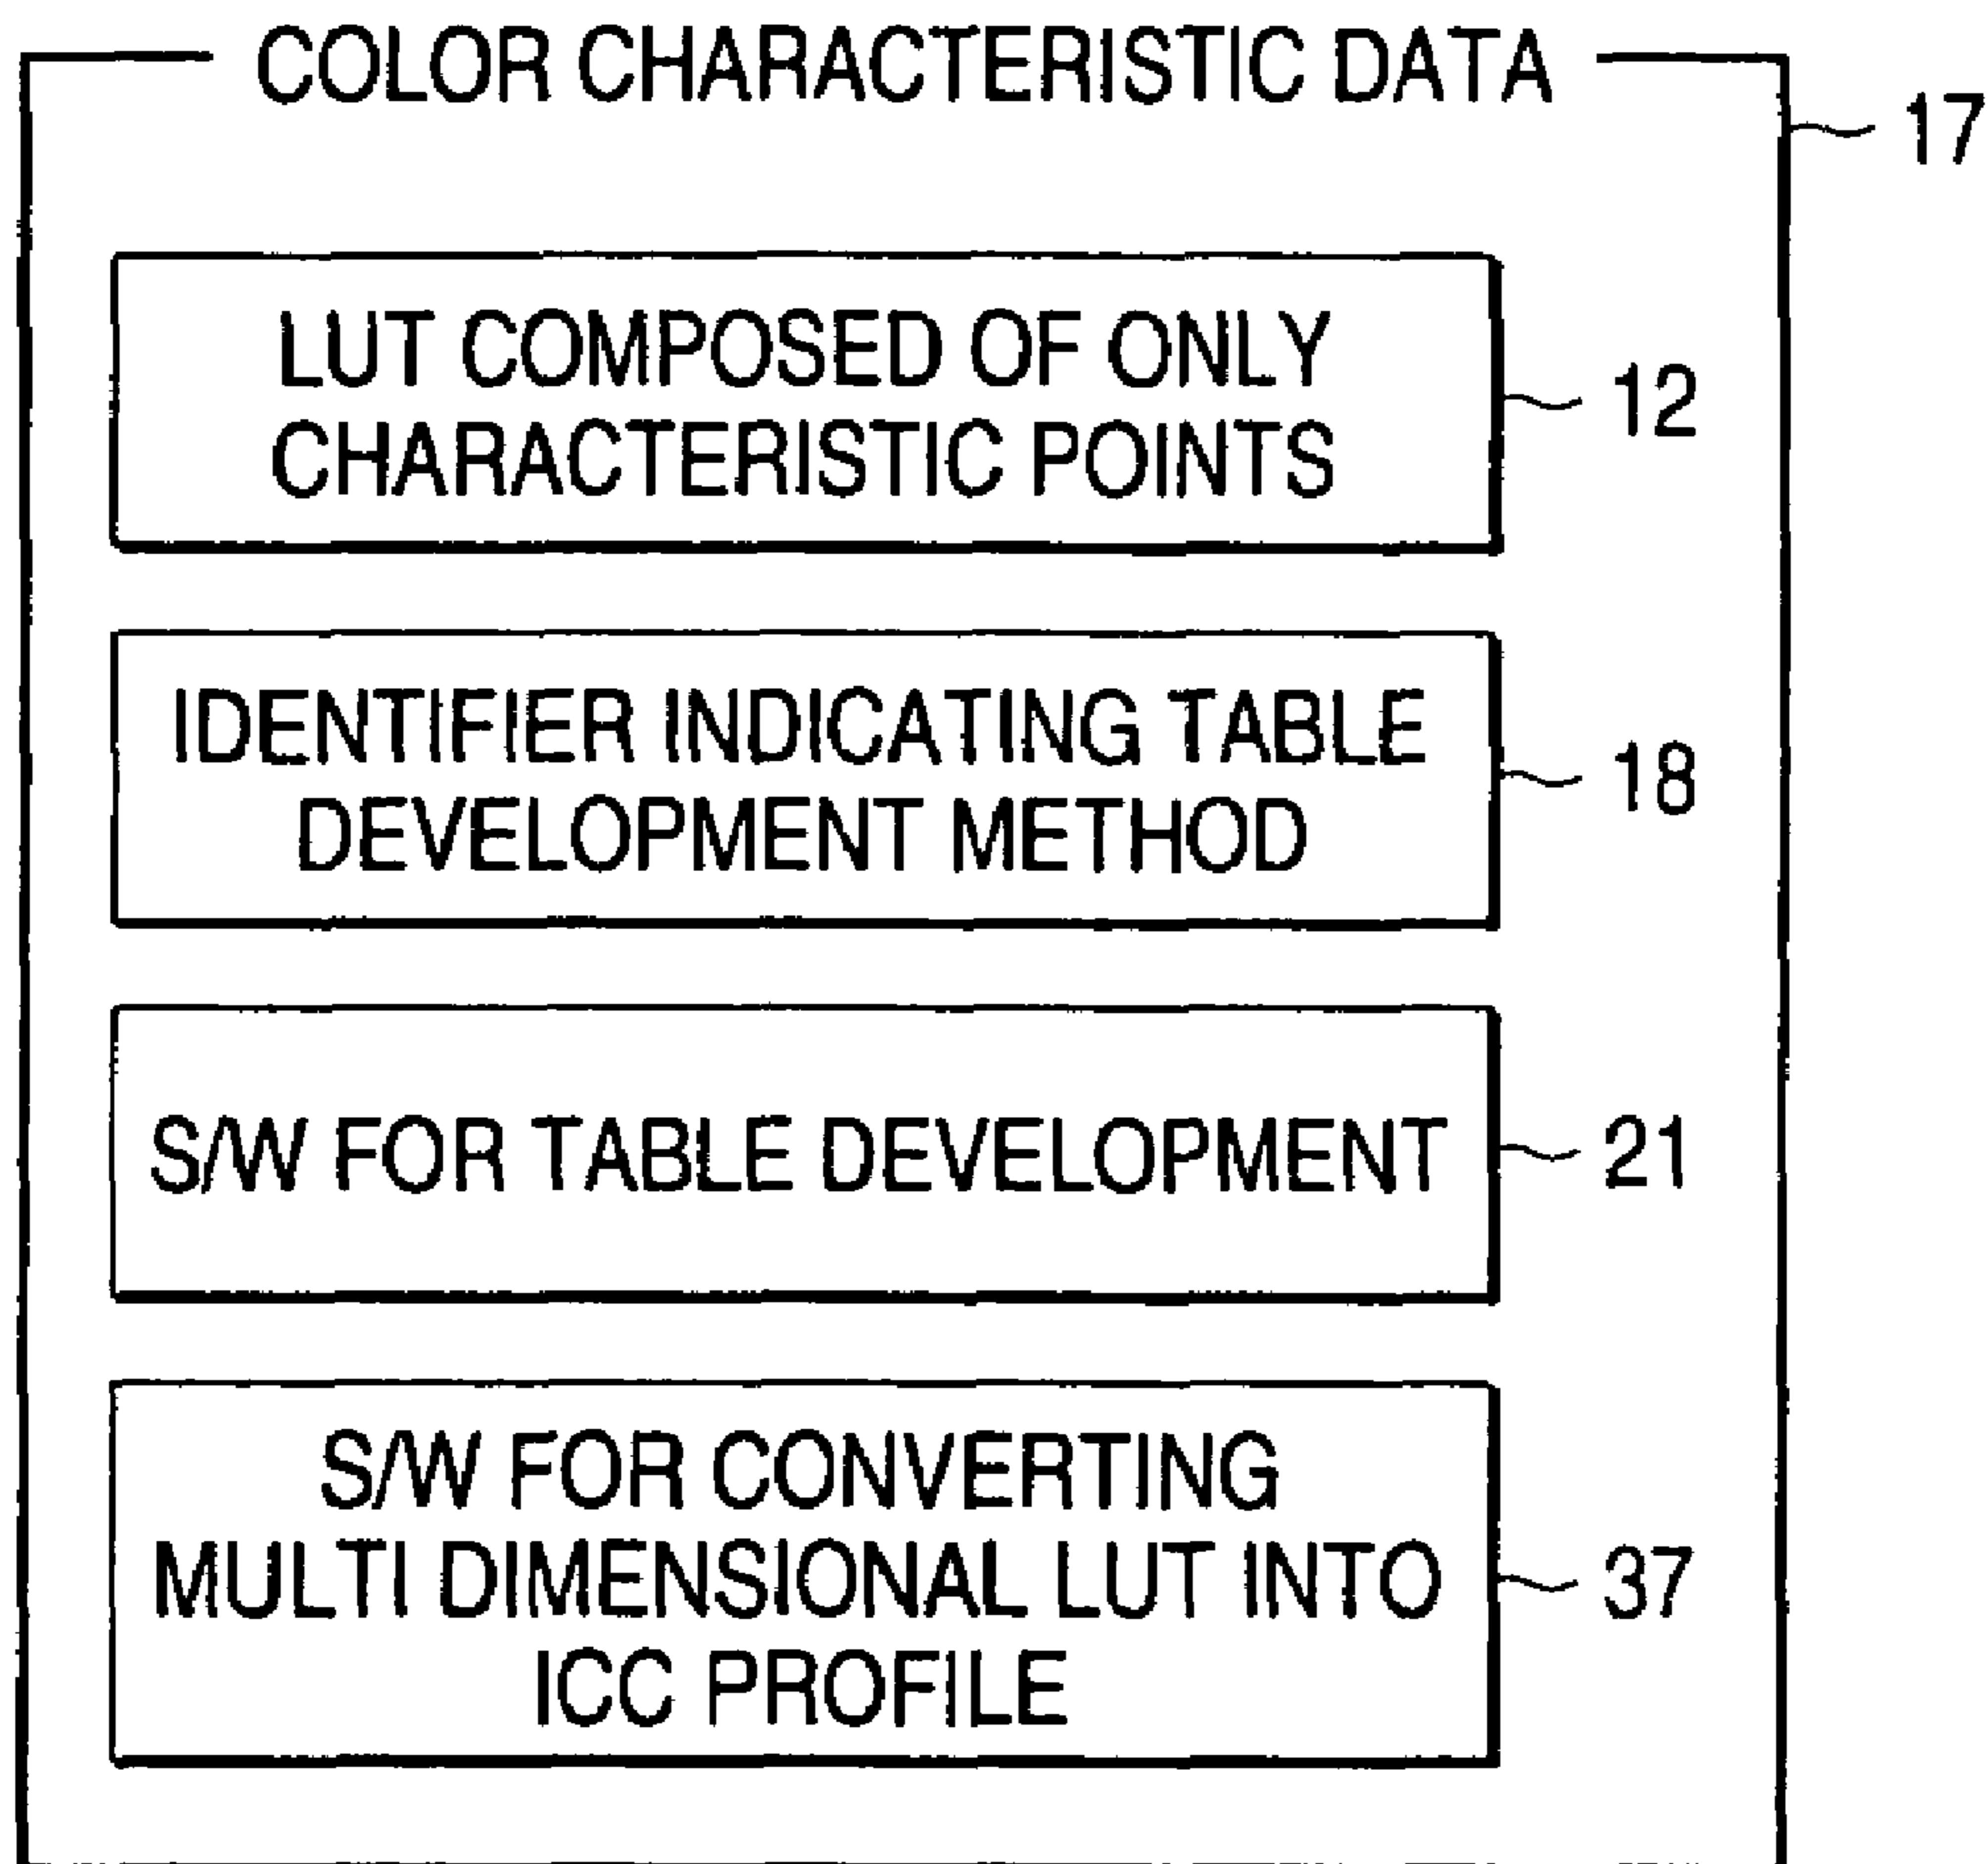 COLOR CHARACTERISTIC DATA
17
LUT COMPOSED OF ONLY
CHARACTERISTIC POINTS
12
IDENTIFIER INDICATING TABLE
DEVELOPMENT METHOD
18
S/W FOR TABLE DEVELOPMENT
21
S/W FOR CONVERTING
MULTI DIMENSIONAL LUT INTO
ICC PROFILE
37